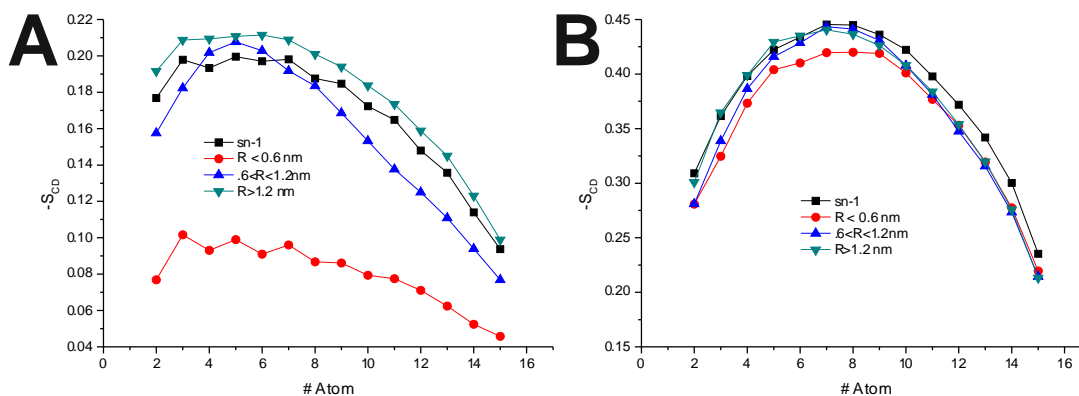 A
0.22
0.20
0.18
0.16
0.14
0.12
0.10
0.08
0.06
0.04
-S_CD
sn-1
R < 0.6 nm
.6<R<1.2nm
R>1.2 nm
0 2 4 6 8 10 12 14 16
# Atom
B
0.45
0.40
0.35
0.30
0.25
0.20
0.15
-S_CD
sn-1
R < 0.6 nm
.6<R<1.2nm
R>1.2 nm
0 2 4 6 8 10 12 14 16
# Atom